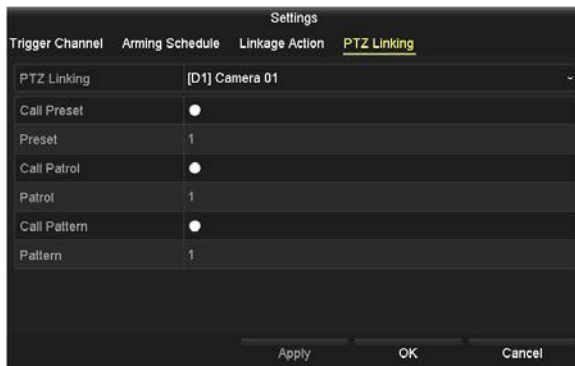 Settings
Trigger Channel Arming Schedule Linkage Action PTZ Linking
PTZ Linking [D1] Camera 01
Call Preset
Preset 1
Call Patrol
Patrol 1
Call Pattern
Pattern 1
Apply OK Cancel